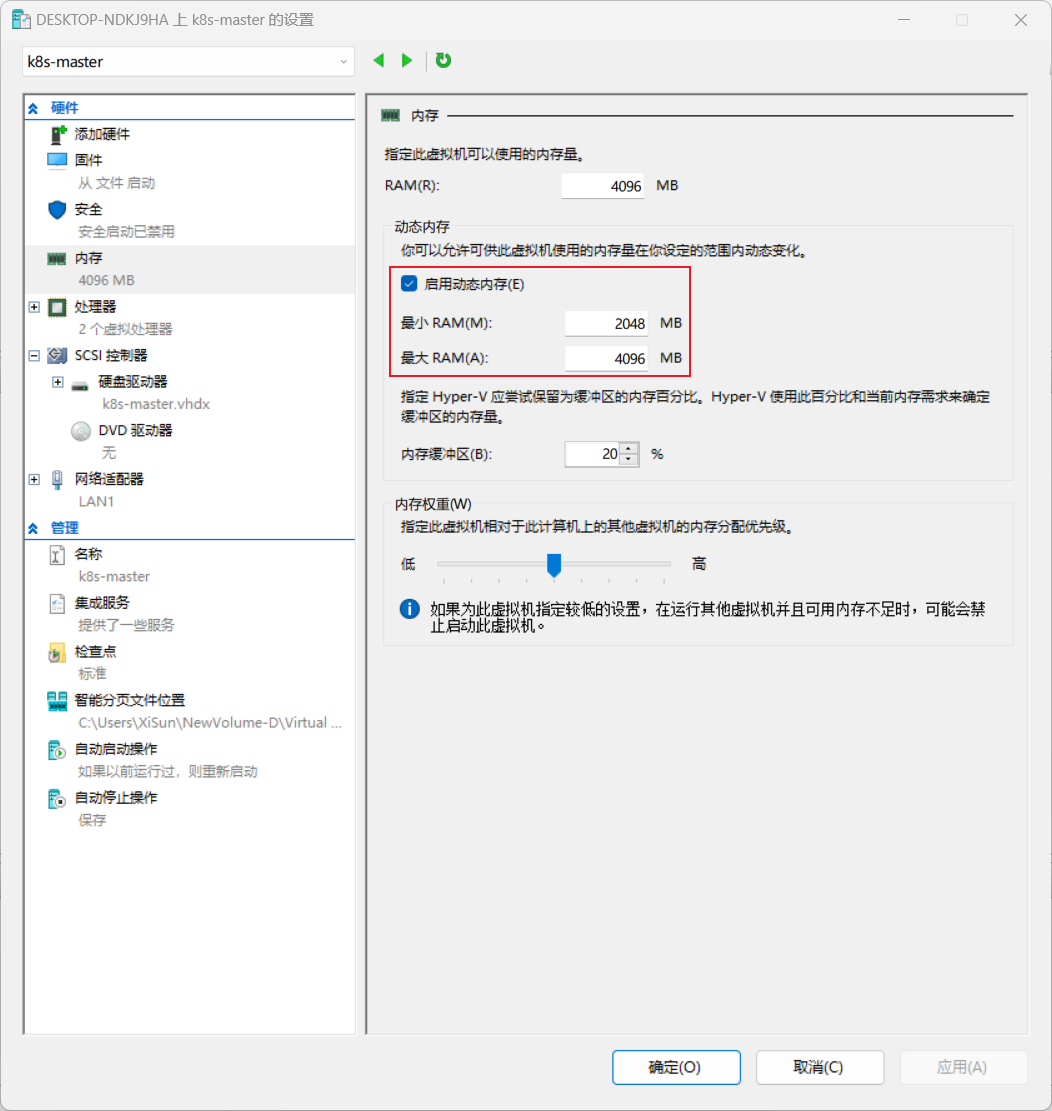 DESKTOP-NDKJ9HA 上 k8s-master 的设置
k8s-master
硬件
添加硬件
固件
从 文件 启动
安全
安全启动已禁用
内存
4096 MB
处理器
2 个虚拟处理器
SCSI 控制器
硬盘驱动器
k8s-master.vhdx
DVD 驱动器
无
网络适配器
LAN1
管理
名称
k8s-master
集成服务
提供了一些服务
检查点
标准
智能分页文件位置
C:\Users\XiSun\NewVolume-D\Virtual ...
自动启动操作
如果以前运行过，则重新启动
自动停止操作
保存
内存
指定此虚拟机可以使用的内存量。
RAM(R): 4096 MB
动态内存
你可以允许可供此虚拟机使用的内存量在你设定的范围内动态变化。
启用动态内存(E)
最小 RAM(M): 2048 MB
最大 RAM(A): 4096 MB
指定 Hyper-V 应尝试保留为缓冲区的内存百分比。Hyper-V 使用此百分比和当前内存需求来确定
缓冲区的内存量。
内存缓冲区(B): 20 %
内存权重(W)
指定此虚拟机相对于此计算机上的其他虚拟机的内存分配优先级。
低 高
如果为此虚拟机指定较低的设置，在运行其他虚拟机并且可用内存不足时，可能会禁
止启动此虚拟机。
确定(O) 取消(C) 应用(A)